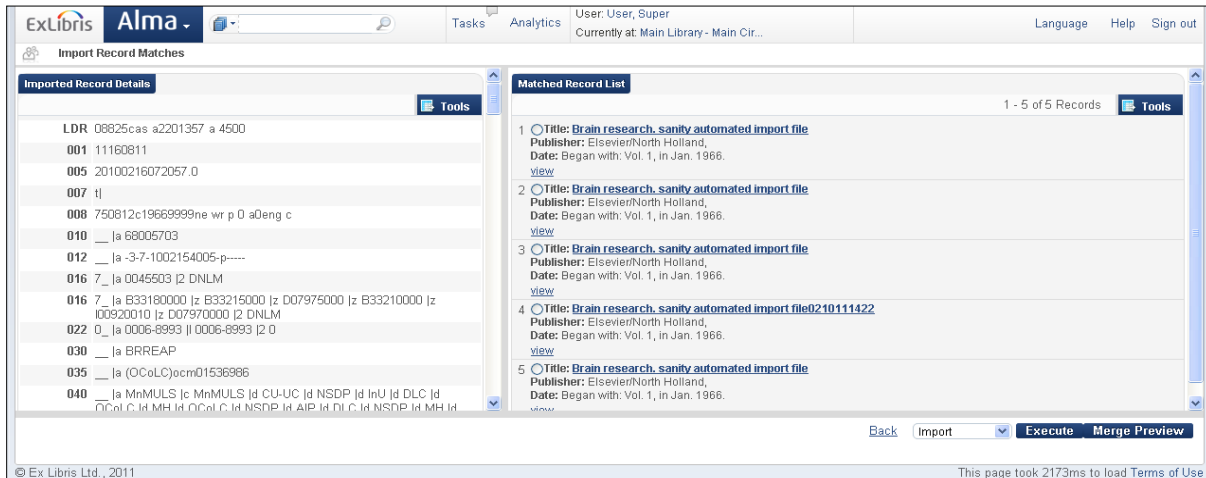 ExLibris Alma Tasks Analytics User: User, Super Language Help Sign out
Currently at: Main Library - Main Cir...
Import Record Matches
Imported Record Details
Tools
LDR 08825cas a2201357 a 4500
001 11160811
005 20100216072057.0
007 t|
008 750812c19669999ne wr p 0 a0eng c
010 __ |a 68005703
012 __ |a -3-7-1002154005-p-----
016 7_ |a 0045503 |2 DNLM
016 7_ |a B33180000 |z B33215000 |z D07975000 |z B33210000 |z
I00920010 |z D07970000 |2 DNLM
022 0_ |a 0006-8993 |l 0006-8993 |2 0
030 __ |a BRREAP
035 __ |a (OCoLC)ocm01536986
040 __ |a MnMULS |c MnMULS |d CU-UC |d NSDP |d InU |d DLC |d
OCoLC |d MH |d OCoLC |d NSDP |d AIP |d DLC |d NSDP |d MH |d
Matched Record List
1 - 5 of 5 Records Tools
1 Title: Brain research. sanity automated import file
Publisher: Elsevier/North Holland,
Date: Began with: Vol. 1, in Jan. 1966.
view
2 Title: Brain research. sanity automated import file
Publisher: Elsevier/North Holland,
Date: Began with: Vol. 1, in Jan. 1966.
view
3 Title: Brain research. sanity automated import file
Publisher: Elsevier/North Holland,
Date: Began with: Vol. 1, in Jan. 1966.
view
4 Title: Brain research. sanity automated import file0210111422
Publisher: Elsevier/North Holland,
Date: Began with: Vol. 1, in Jan. 1966.
view
5 Title: Brain research. sanity automated import file
Publisher: Elsevier/North Holland,
Date: Began with: Vol. 1, in Jan. 1966.
view
Back Import Execute Merge Preview
© Ex Libris Ltd., 2011 This page took 2173ms to load Terms of Use